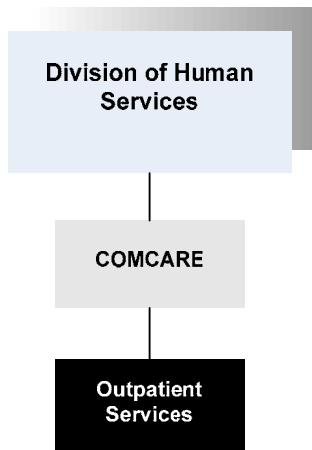 Division of Human
Services
COMCARE
Outpatient
Services